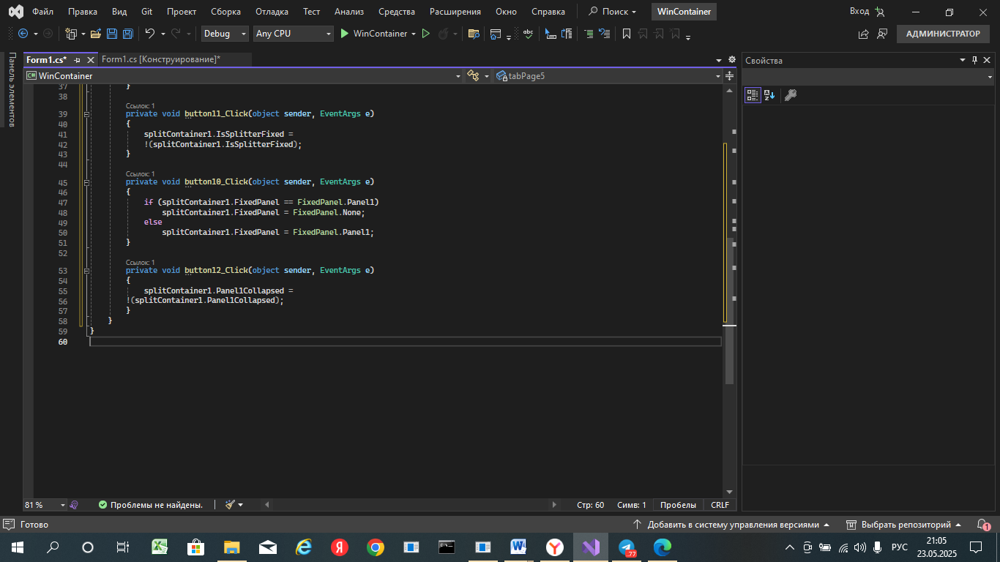 Файл Правка Вид Git Проект Сборка Отладка Тест Анализ Средства Расширения Окно Справка Поиск WinContainer Вход
Debug Any CPU WinContainer abc АДМИНИСТРАТОР
Панель элементов
Form1.cs* Form1.cs [Конструирование]*
C# WinContainer tabPage5
37 }
38
Ссылок: 1
39 private void button11_Click(object sender, EventArgs e)
40 {
41 splitContainer1.IsSplitterFixed =
42 !(splitContainer1.IsSplitterFixed);
43 }
44
Ссылок: 1
45 private void button10_Click(object sender, EventArgs e)
46 {
47 if (splitContainer1.FixedPanel == FixedPanel.Panel1)
48 splitContainer1.FixedPanel = FixedPanel.None;
49 else
50 splitContainer1.FixedPanel = FixedPanel.Panel1;
51 }
52
Ссылок: 1
53 private void button12_Click(object sender, EventArgs e)
54 {
55 splitContainer1.Panel1Collapsed =
56 !(splitContainer1.Panel1Collapsed);
57 }
58 }
59 }
60
81 % Проблемы не найдены. Стр: 60 Симв: 1 Пробелы CRLF
Свойства
Готово Добавить в систему управления версиями Выбрать репозиторий 1
..77 РУС 21:05
23.05.2025